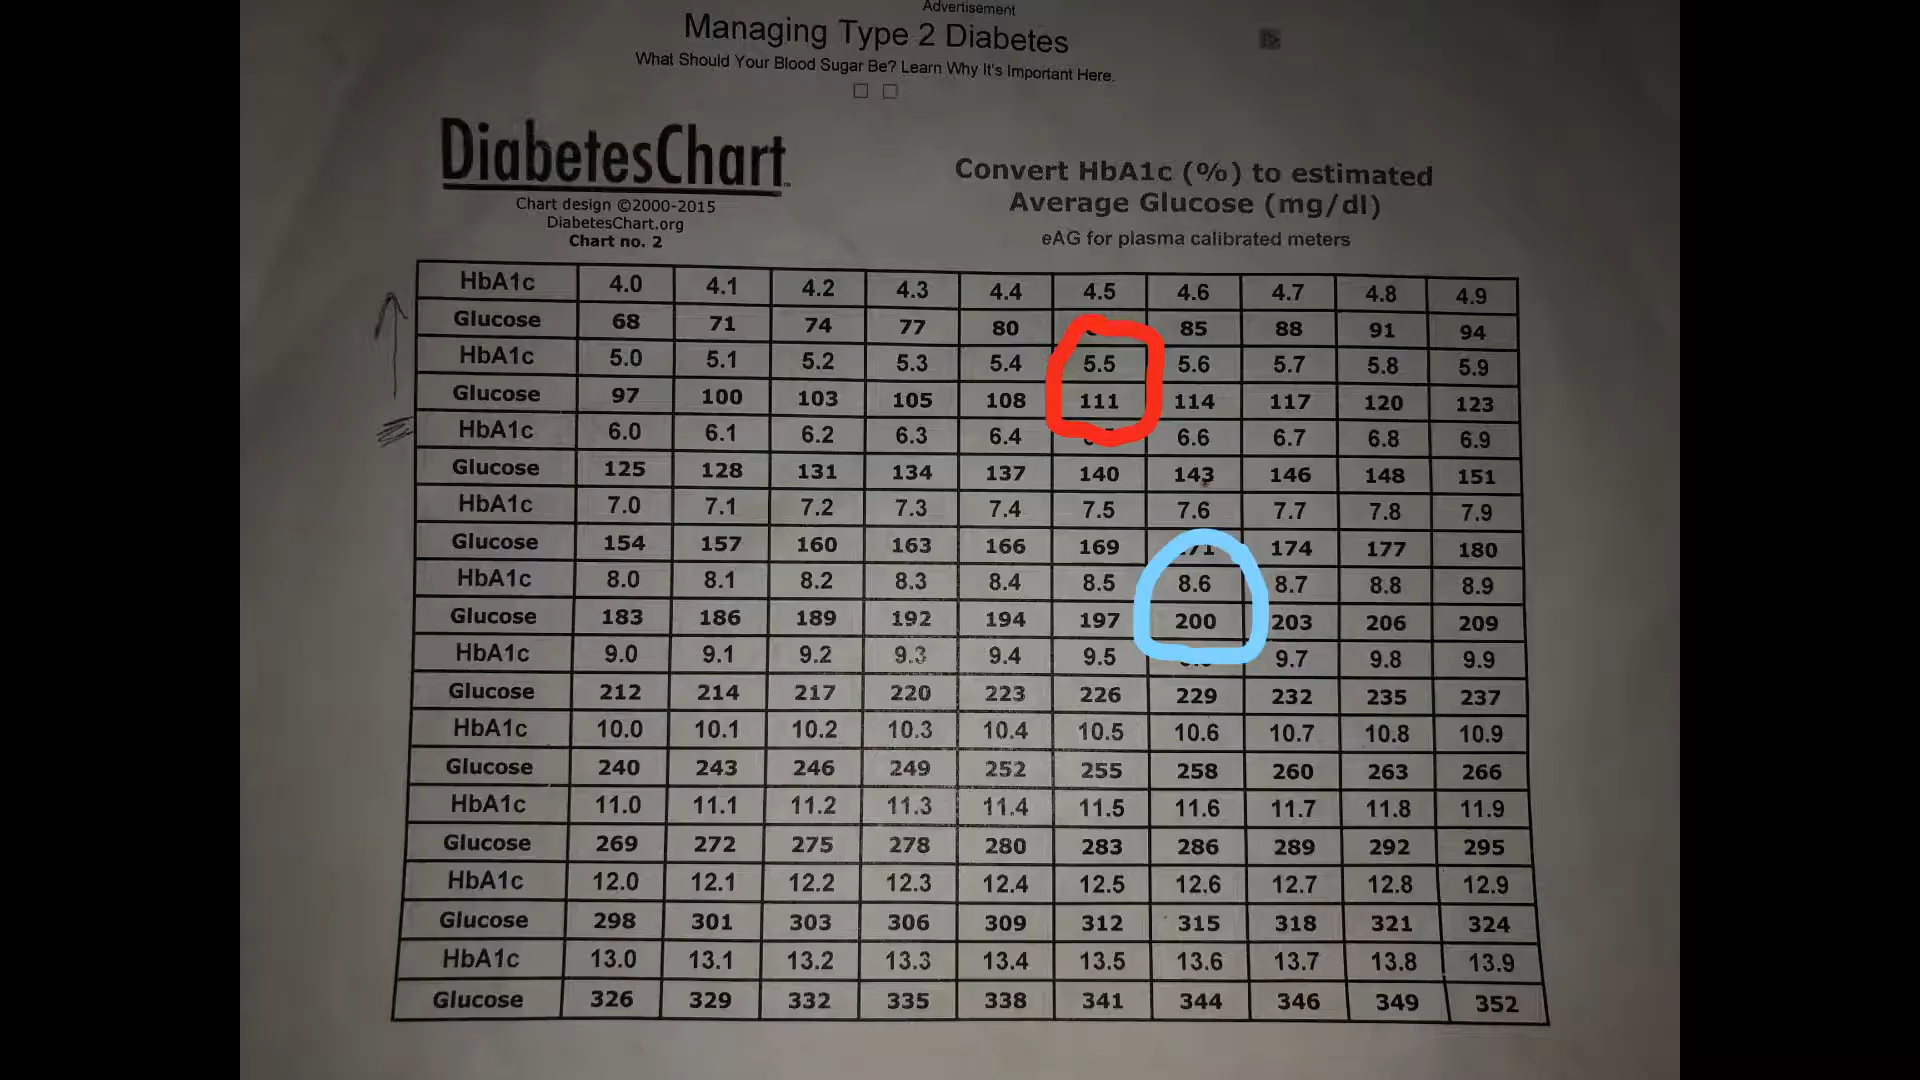 Advertisement
Managing Type 2 Diabetes
What Should Your Blood Sugar Be? Learn Why It's Important Here.
DiabetesChart
Chart design ©2000-2015
DiabetesChart.org
Chart no. 2
Convert HbA1c (%) to estimated
Average Glucose (mg/dl)
eAG for plasma calibrated meters
HbA1c 4.0 4.1 4.2 4.3 4.4 4.5 4.6 4.7 4.8 4.9
Glucose 68 71 74 77 80 85 88 91 94
HbA1c 5.0 5.1 5.2 5.3 5.4 5.5 5.6 5.7 5.8 5.9
Glucose 97 100 103 105 108 111 114 117 120 123
HbA1c 6.0 6.1 6.2 6.3 6.4 6.6 6.7 6.8 6.9
Glucose 125 128 131 134 137 140 143 146 148 151
HbA1c 7.0 7.1 7.2 7.3 7.4 7.5 7.6 7.7 7.8 7.9
Glucose 154 157 160 163 166 169 171 174 177 180
HbA1c 8.0 8.1 8.2 8.3 8.4 8.5 8.6 8.7 8.8 8.9
Glucose 183 186 189 192 194 197 200 203 206 209
HbA1c 9.0 9.1 9.2 9.3 9.4 9.5 9.7 9.8 9.9
Glucose 212 214 217 220 223 226 229 232 235 237
HbA1c 10.0 10.1 10.2 10.3 10.4 10.5 10.6 10.7 10.8 10.9
Glucose 240 243 246 249 252 255 258 260 263 266
HbA1c 11.0 11.1 11.2 11.3 11.4 11.5 11.6 11.7 11.8 11.9
Glucose 269 272 275 278 280 283 286 289 292 295
HbA1c 12.0 12.1 12.2 12.3 12.4 12.5 12.6 12.7 12.8 12.9
Glucose 298 301 303 306 309 312 315 318 321 324
HbA1c 13.0 13.1 13.2 13.3 13.4 13.5 13.6 13.7 13.8 13.9
Glucose 326 329 332 335 338 341 344 346 349 352